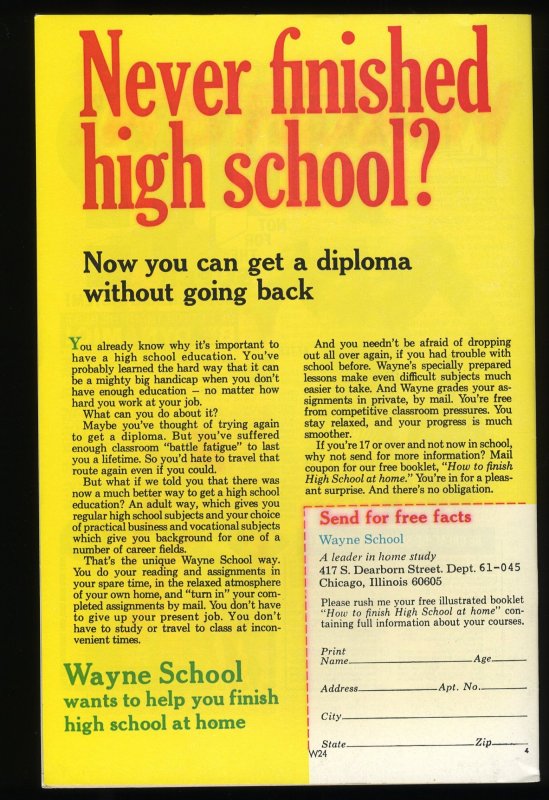 Never finished
high school?
Now you can get a diploma
without going back
You already know why it's important to
have a high school education. You've
probably learned the hard way that it can
be a mighty big handicap when you don't
have enough education — no matter how
hard you work at your job.
What can you do about it?
Maybe you've thought of trying again
to get a diploma. But you've suffered
enough classroom "battle fatigue" to last
you a lifetime. So you'd hate to travel that
route again even if you could.
But what if we told you that there was
now a much better way to get a high school
education? An adult way, which gives you
regular high school subjects and your choice
of practical business and vocational subjects
which give you background for one of a
number of career fields.
That's the unique Wayne School way.
You do your reading and assignments in
your spare time, in the relaxed atmosphere
of your own home, and "turn in" your com-
pleted assignments by mail. You don't have
to give up your present job. You don't
have to study or travel to class at incon-
venient times.
Wayne School
wants to help you finish
high school at home
And you needn't be afraid of dropping
out all over again, if you had trouble with
school before. Wayne's specially prepared
lessons make even difficult subjects much
easier to take. And Wayne grades your as-
signments in private, by mail. You're free
from competitive classroom pressures. You
stay relaxed, and your progress is much
smoother.
If you're 17 or over and not now in school,
why not send for more information? Mail
coupon for our free booklet, "How to finish
High School at home." You're in for a pleas-
ant surprise. And there's no obligation.
Send for free facts
Wayne School
A leader in home study
417 S. Dearborn Street. Dept. 61-045
Chicago, Illinois 60605
Please rush me your free illustrated booklet
"How to finish High School at home" con-
taining full information about your courses.
Print
Name Age
Address Apt. No.
City
State Zip
W24 4